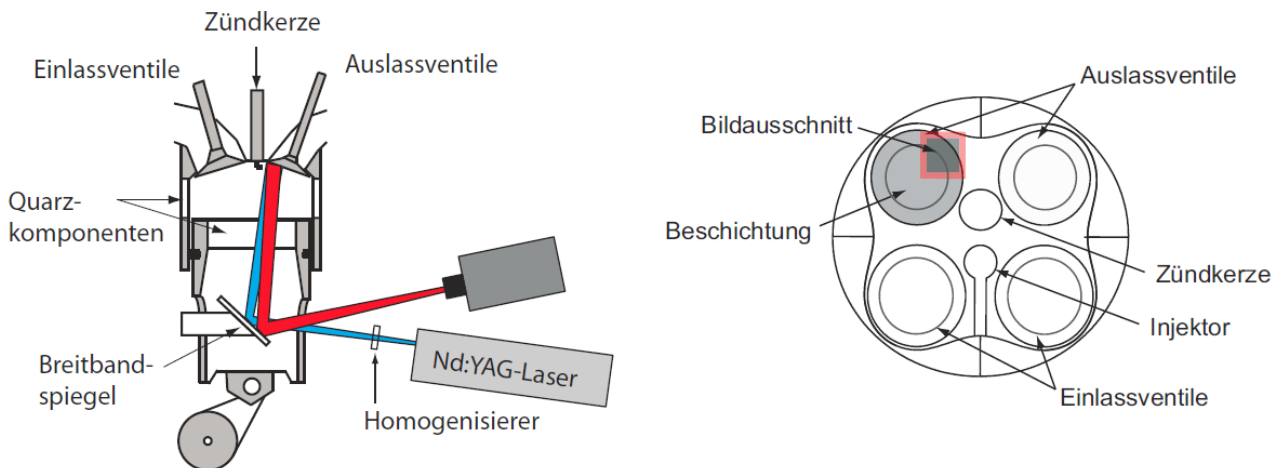 Zündkerze
Einlassventile
Auslassventile
Quarz-
komponenten
Breitband-
spiegel
Nd:YAG-Laser
Homogenisierer
Auslassventile
Bildausschnitt
Beschichtung
Zündkerze
Injektor
Einlassventile